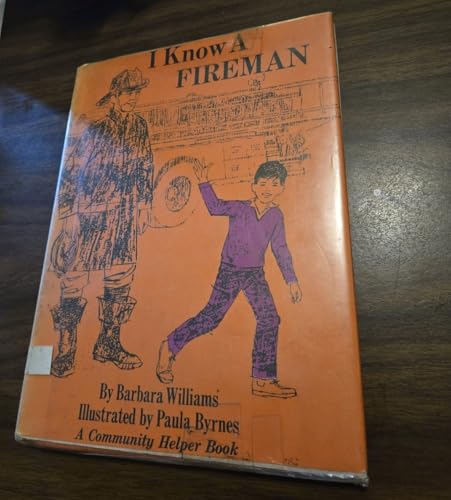 I Know A
FIREMAN
By Barbara Williams
Illustrated by Paula Byrnes
A Community Helper Book